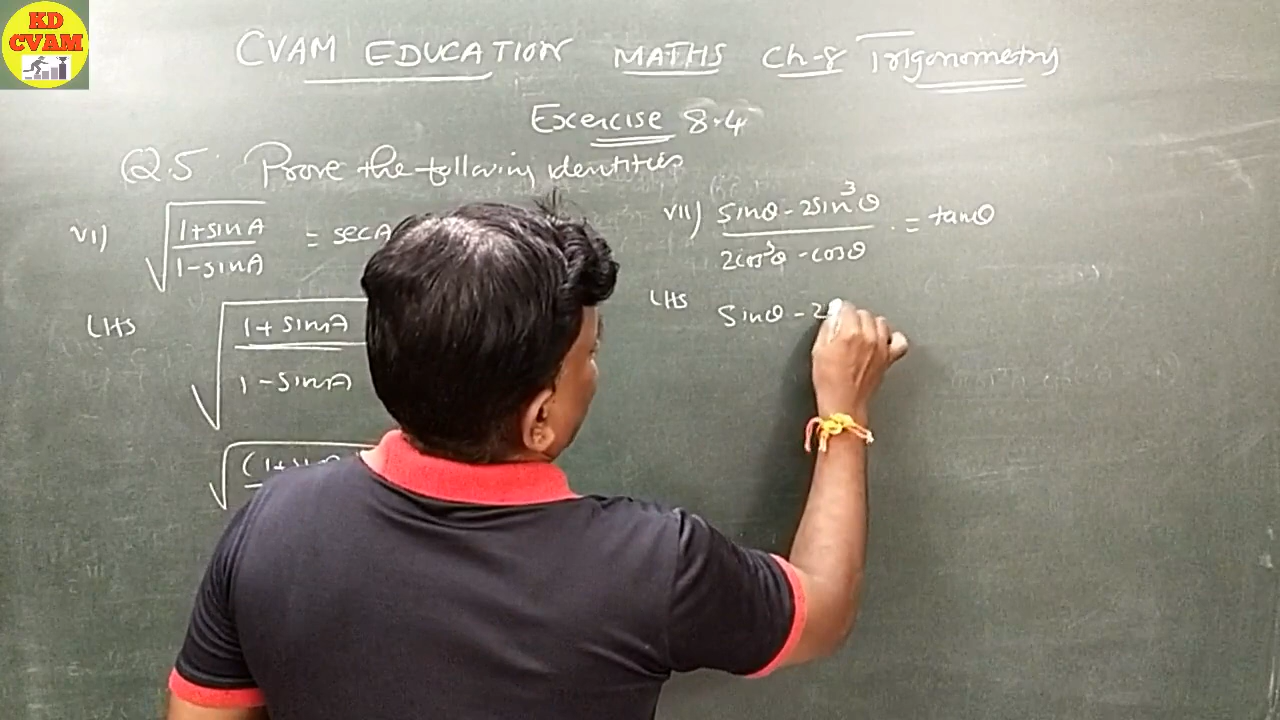 KD
CVAM
CVAM EDUCATION MATHS Ch-8 Trigonometry
Exercise 8.4
Q.5. Prove the following identities
VI) √(1+sinA / 1-sinA) = secA
LHS √(1+sinA / 1-sinA)
√((1+sin
VII) sinθ-2sin³θ / 2cos³θ-cosθ = tanθ
LHS sinθ-2